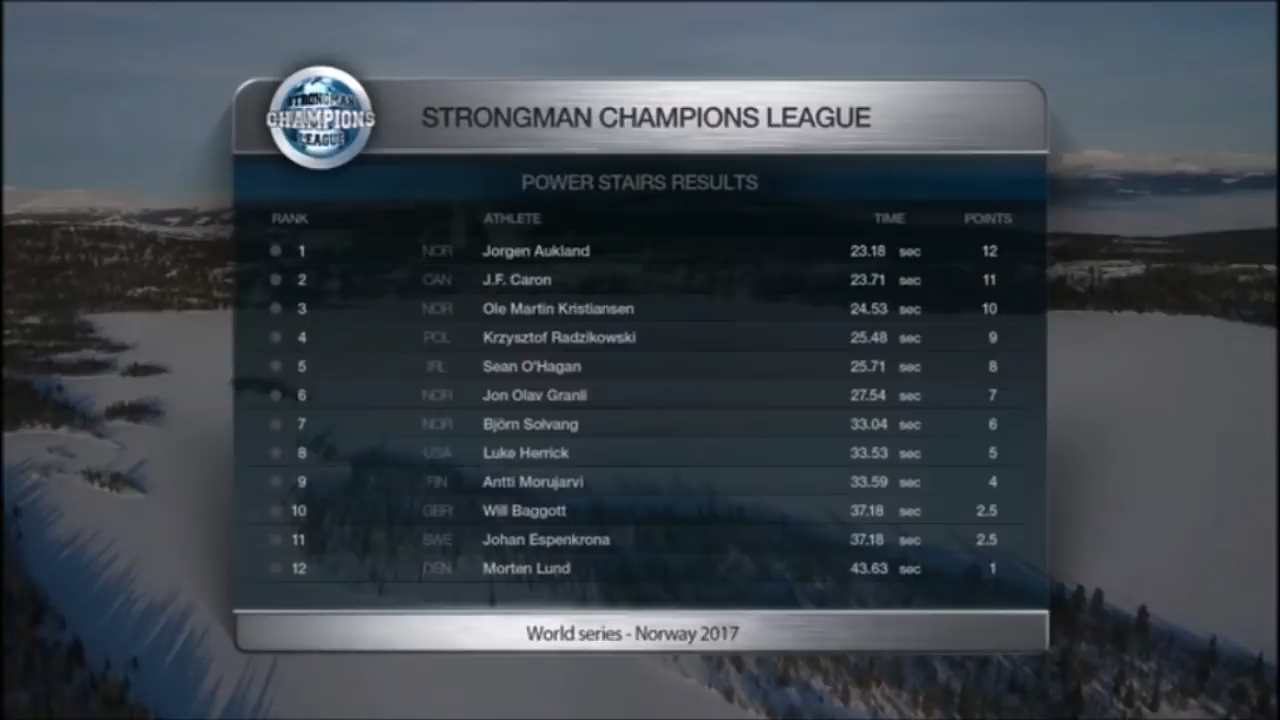 STRONGMAN
CHAMPIONS
LEAGUE
STRONGMAN CHAMPIONS LEAGUE
POWER STAIRS RESULTS
RANK ATHLETE TIME POINTS
1 NOR Jorgen Aukland 23.18 sec 12
2 CAN J.F. Caron 23.71 sec 11
3 NOR Ole Martin Kristiansen 24.53 sec 10
4 POL Krzysztof Radzikowski 25.48 sec 9
5 IRL Sean O'Hagan 25.71 sec 8
6 NOR Jon Olav Granli 27.54 sec 7
7 NOR Björn Solvang 33.04 sec 6
8 USA Luke Herrick 33.53 sec 5
9 FIN Antti Morujarvi 33.59 sec 4
10 GBR Will Baggott 37.18 sec 2.5
11 SWE Johan Espenkrona 37.18 sec 2.5
12 DEN Morten Lund 43.63 sec 1
World series - Norway 2017